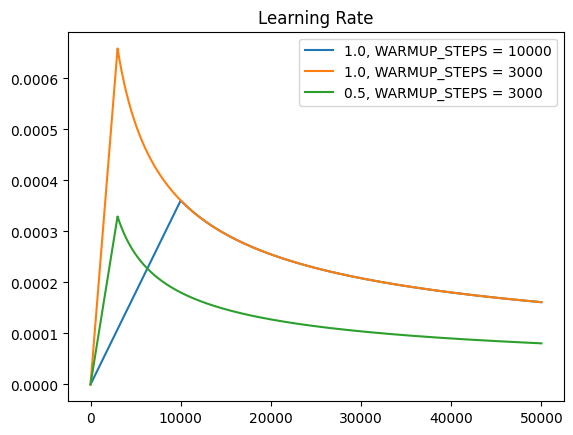 Learning Rate
1.0, WARMUP_STEPS = 10000
1.0, WARMUP_STEPS = 3000
0.5, WARMUP_STEPS = 3000
0.0006
0.0005
0.0004
0.0003
0.0002
0.0001
0.0000
0 10000 20000 30000 40000 50000